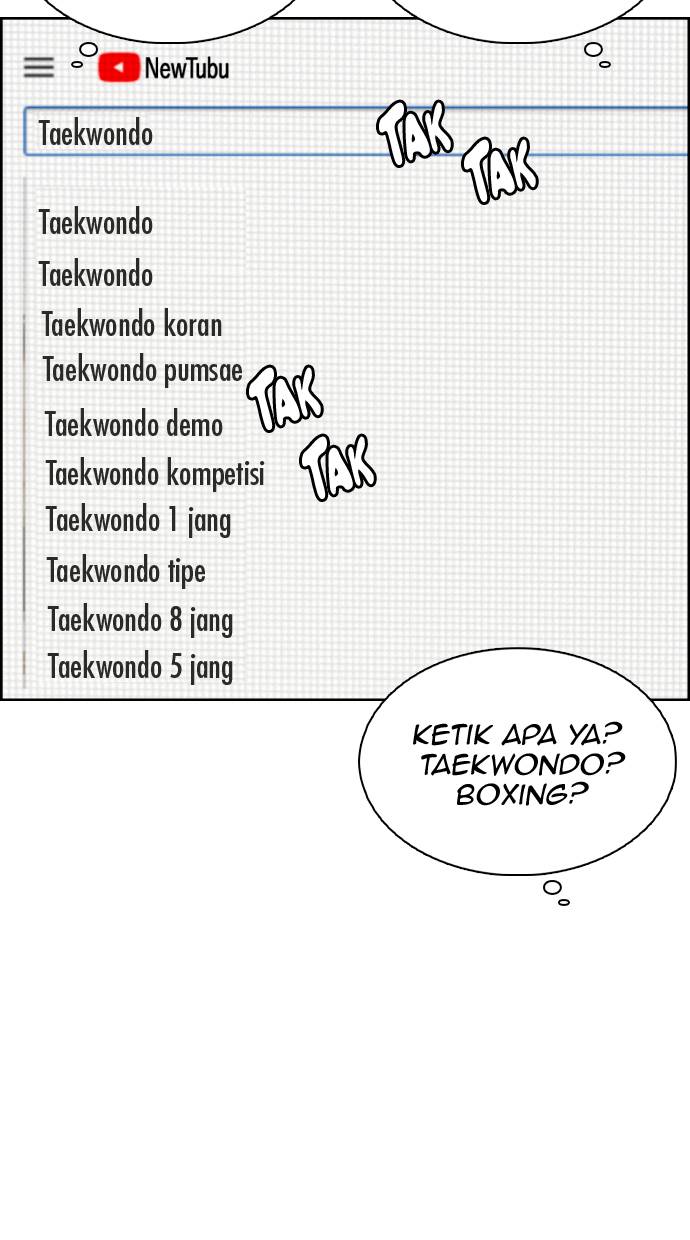 NewTubu
Taekwondo
TAK
TAK
Taekwondo
Taekwondo
Taekwondo koran
Taekwondo pumsae
TAK
Taekwondo demo
TAK
Taekwondo kompetisi
Taekwondo 1 jang
Taekwondo tipe
Taekwondo 8 jang
Taekwondo 5 jang
KETIK APA YA?
TAEKWONDO?
BOXING?